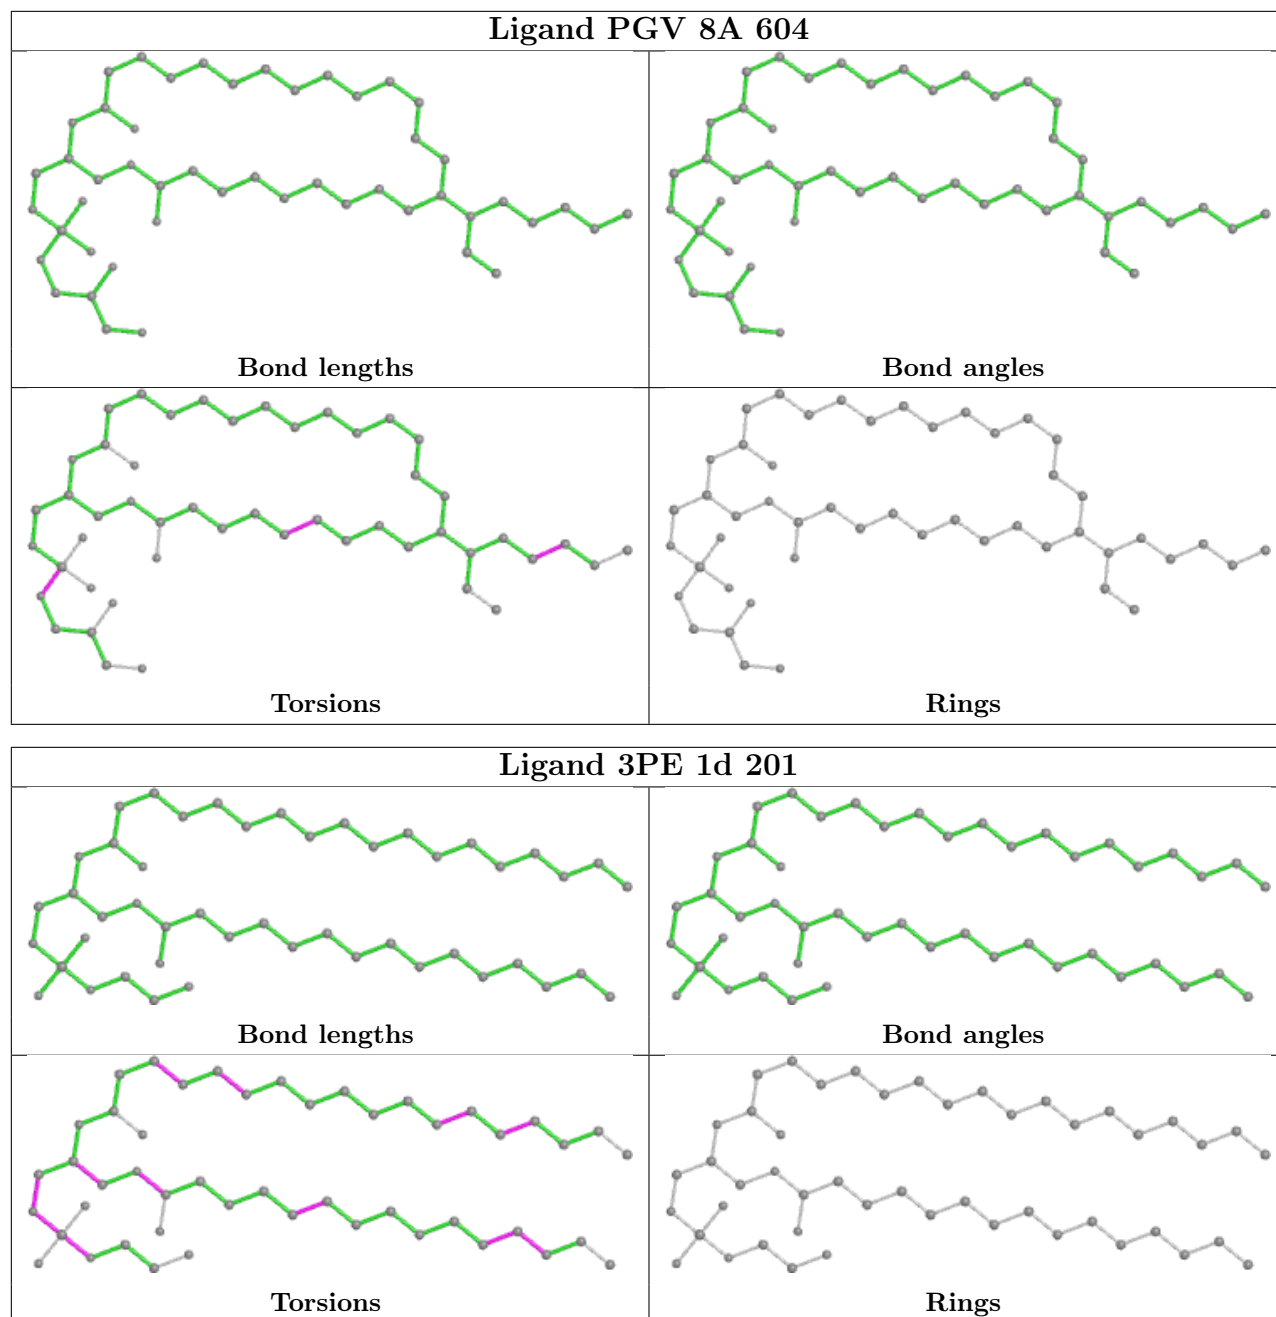 Ligand PGV 8A 604
Bond lengths
Bond angles
Torsions
Rings
Ligand 3PE 1d 201
Bond lengths
Bond angles
Torsions
Rings